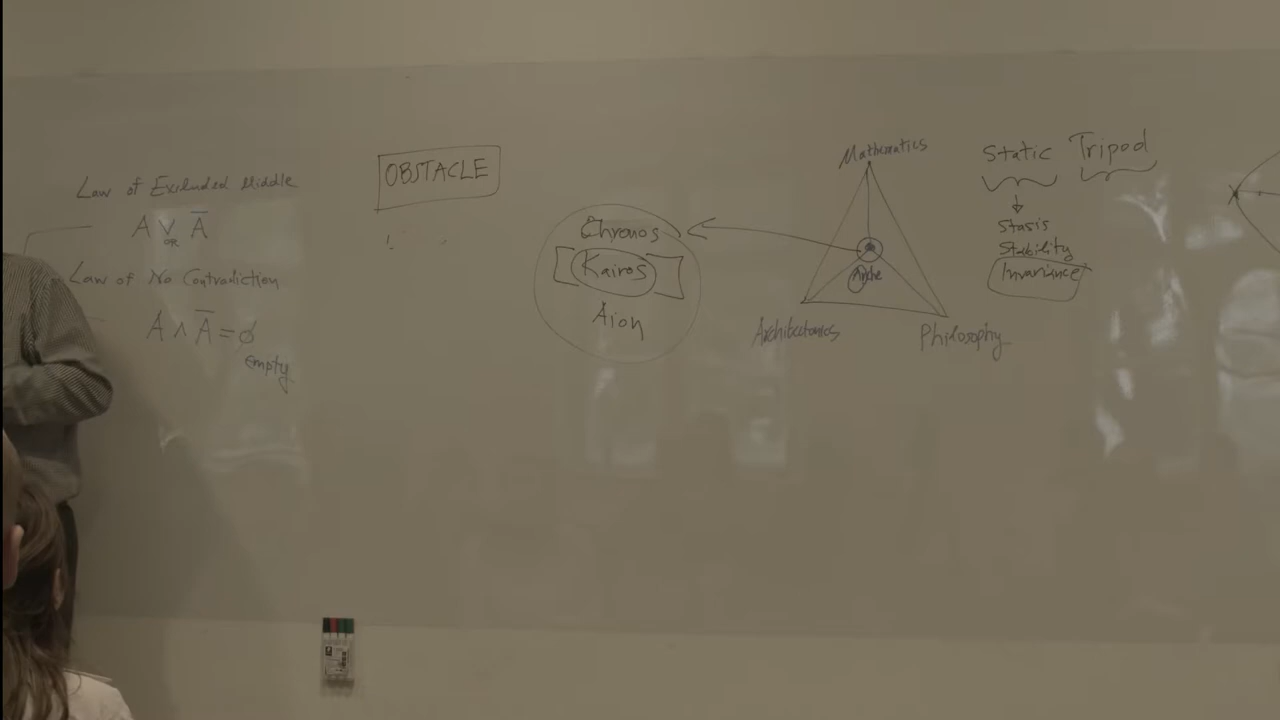 Law of Excluded Middle
A ∨ Ā
OR
Law of No Contradiction
A ∧ Ā = ∅
empty
OBSTACLE
Chronos
Kairos
Aion
Mathematics
Arche
Architectonics
Philosophy
Static Tripod
Stasis
Stability
Invariance